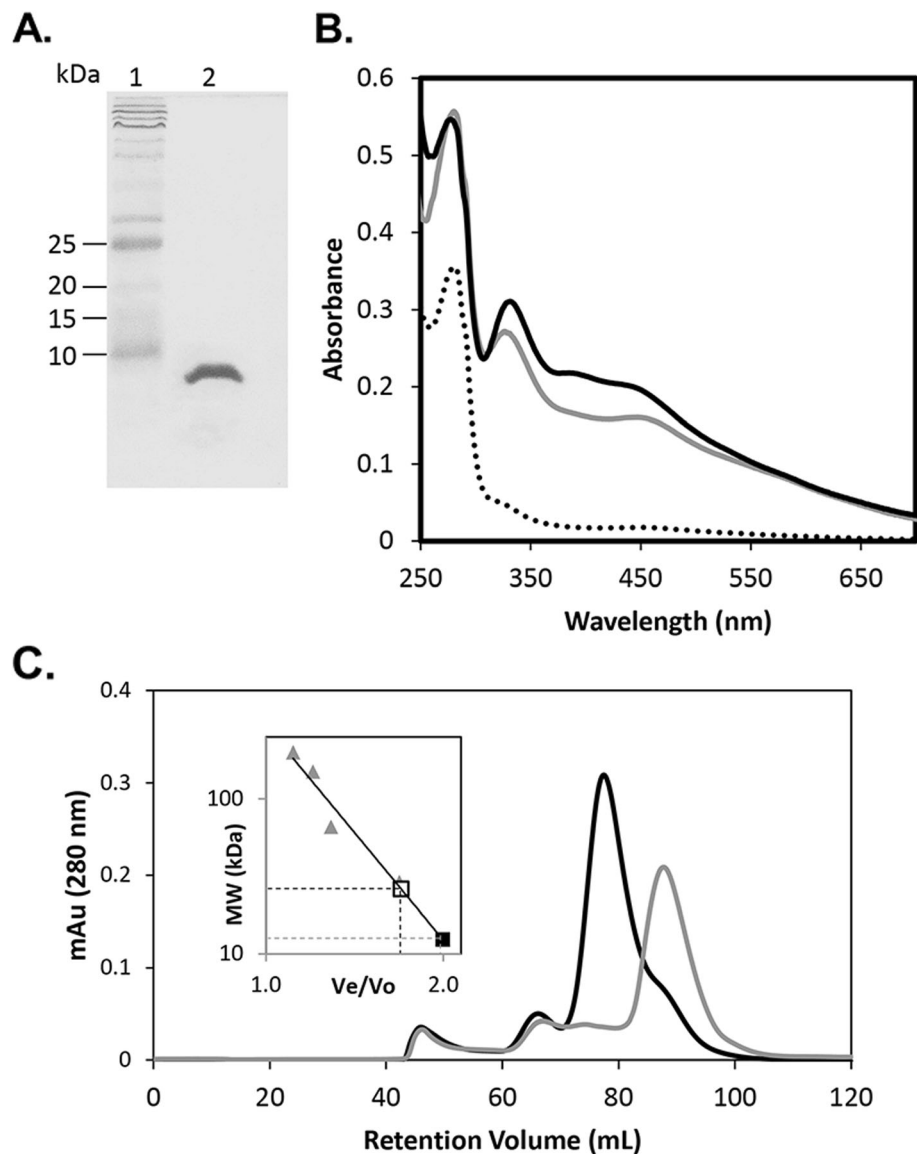 A.
kDa 1 2
25
20
15
10
B.
0.6
0.5
0.4
0.3
0.2
0.1
0
Absorbance
250 350 450 550 650
Wavelength (nm)
C.
0.4
0.3
0.2
0.1
0
mAu (280 nm)
100
10
MW (kDa)
1.0 Ve/Vo 2.0
0 20 40 60 80 100 120
Retention Volume (mL)